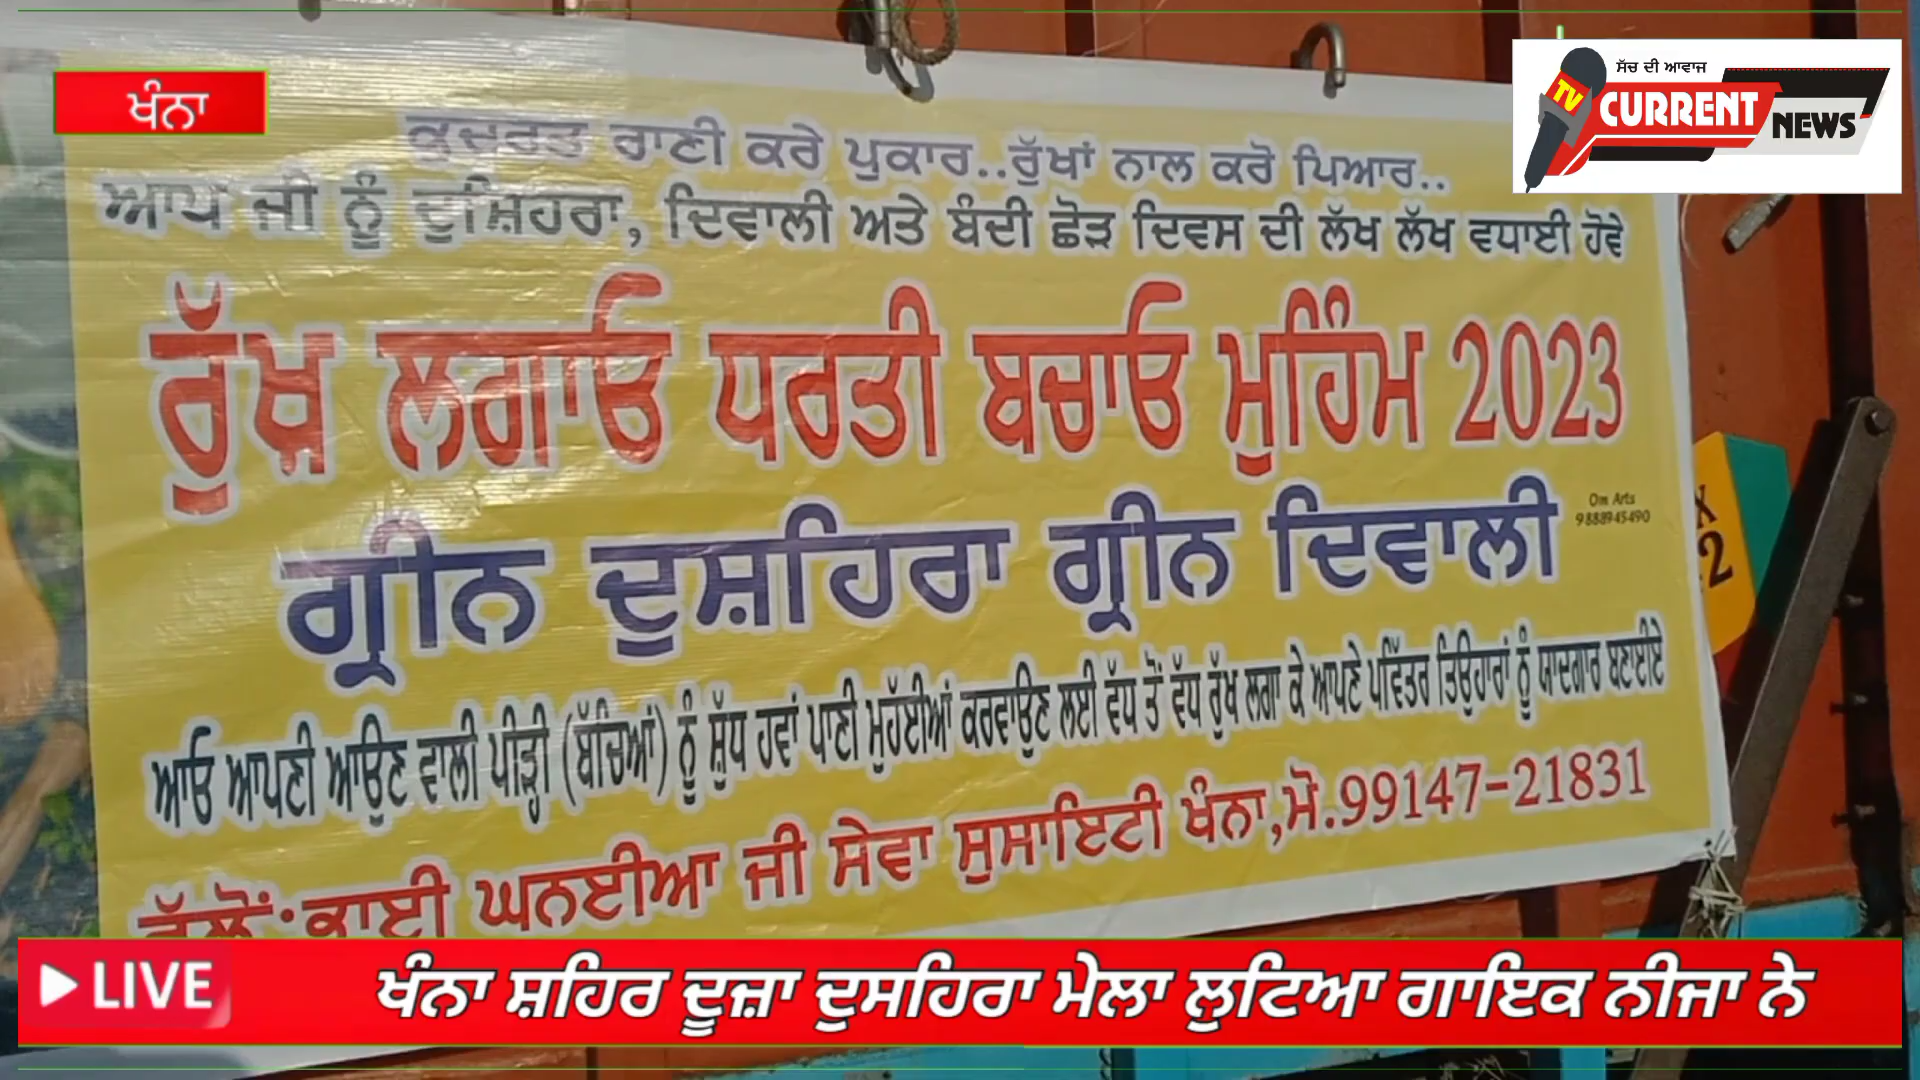 ਖੰਨਾ
ਸੱਚ ਦੀ ਆਵਾਜ
TV
CURRENT
NEWS
ਕੁਦਰਤ ਰਾਣੀ ਕਰੇ ਪੁਕਾਰ..ਰੁੱਖਾਂ ਨਾਲ ਕਰੋ ਪਿਆਰ..
ਆਪ ਜੀ ਨੂੰ ਦੁਸ਼ਿਹਰਾ, ਦਿਵਾਲੀ ਅਤੇ ਬੰਦੀ ਛੋੜ ਦਿਵਸ ਦੀ ਲੱਖ ਲੱਖ ਵਧਾਈ ਹੋਵੇ
ਰੁੱਖ਼ ਲਗਾਓ ਧਰਤੀ ਬਚਾਓ ਮੁਹਿੰਮ 2023
ਗ੍ਰੀਨ ਦੁਸ਼ਹਿਰਾ ਗ੍ਰੀਨ ਦਿਵਾਲੀ
Om Arts
9888945490
ਆਓ ਆਪਣੀ ਆਉਣ ਵਾਲੀ ਪੀੜ੍ਹੀ (ਬੱਚਿਆਂ) ਨੂੰ ਸ਼ੁੱਧ ਹਵਾਂ ਪਾਣੀ ਮੁਹੱਈਆਂ ਕਰਵਾਉਣ ਲਈ ਵੱਧ ਤੋਂ ਵੱਧ ਰੁੱਖ ਲਗਾ ਕੇ ਆਪਣੇ ਪਵਿੱਤਰ ਤਿਉਹਾਰਾਂ ਨੂੰ ਯਾਦਗਾਰ ਬਣਾਈਏ
ਵੱਲੋਂ:ਭਾਈ ਘਨਈਆ ਜੀ ਸੇਵਾ ਸੁਸਾਇਟੀ ਖੰਨਾ,ਮੋ.99147-21831
LIVE
ਖੰਨਾ ਸ਼ਹਿਰ ਦੂਜ਼ਾ ਦੁਸਹਿਰਾ ਮੇਲਾ ਲੁਟਿਆ ਗਾਇਕ ਨੀਜਾ ਨੇ